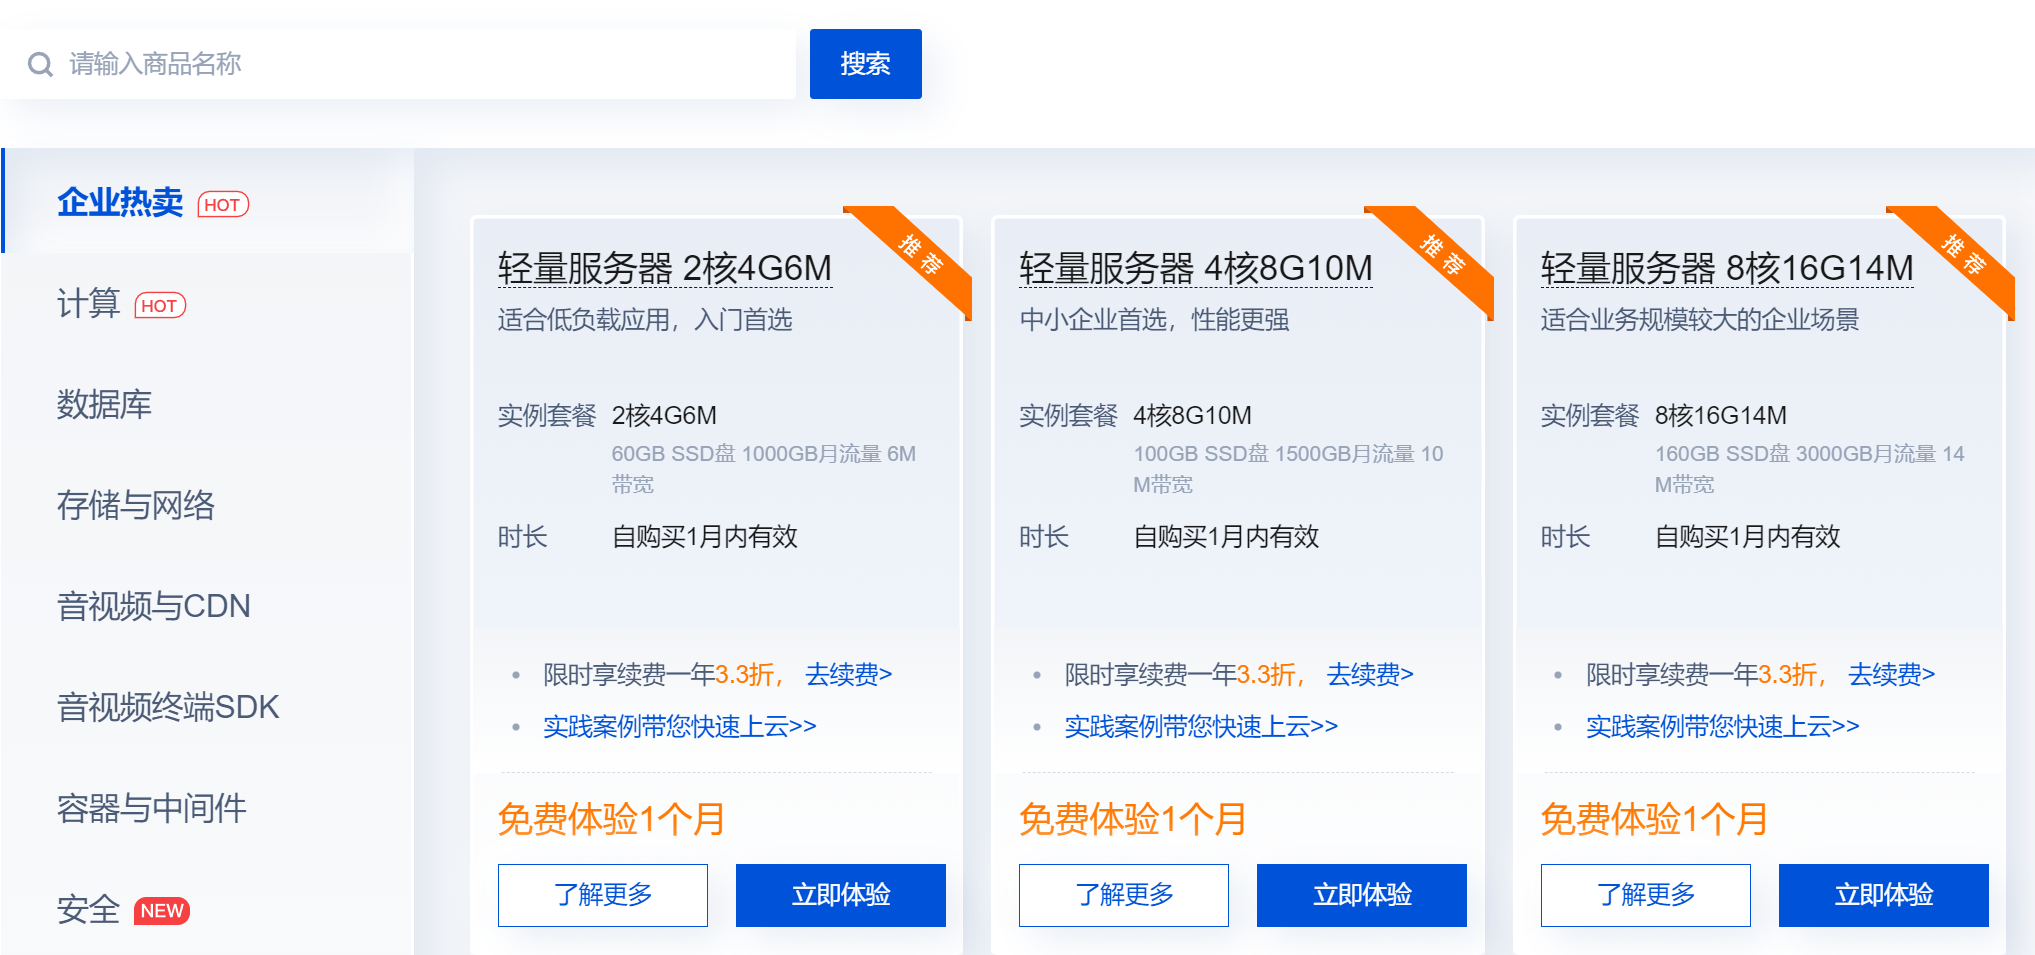 请输入商品名称
搜索
企业热卖 HOT
计算 HOT
数据库
存储与网络
音视频与CDN
音视频终端SDK
容器与中间件
安全 NEW
推荐
轻量服务器 2核4G6M
适合低负载应用，入门首选
实例套餐 2核4G6M
60GB SSD盘 1000GB月流量 6M
带宽
时长 自购买1月内有效
限时享续费一年3.3折， 去续费>
实践案例带您快速上云>>
免费体验1个月
了解更多 立即体验
推荐
轻量服务器 4核8G10M
中小企业首选，性能更强
实例套餐 4核8G10M
100GB SSD盘 1500GB月流量 10
M带宽
时长 自购买1月内有效
限时享续费一年3.3折， 去续费>
实践案例带您快速上云>>
免费体验1个月
了解更多 立即体验
推荐
轻量服务器 8核16G14M
适合业务规模较大的企业场景
实例套餐 8核16G14M
160GB SSD盘 3000GB月流量 14
M带宽
时长 自购买1月内有效
限时享续费一年3.3折， 去续费>
实践案例带您快速上云>>
免费体验1个月
了解更多 立即体验